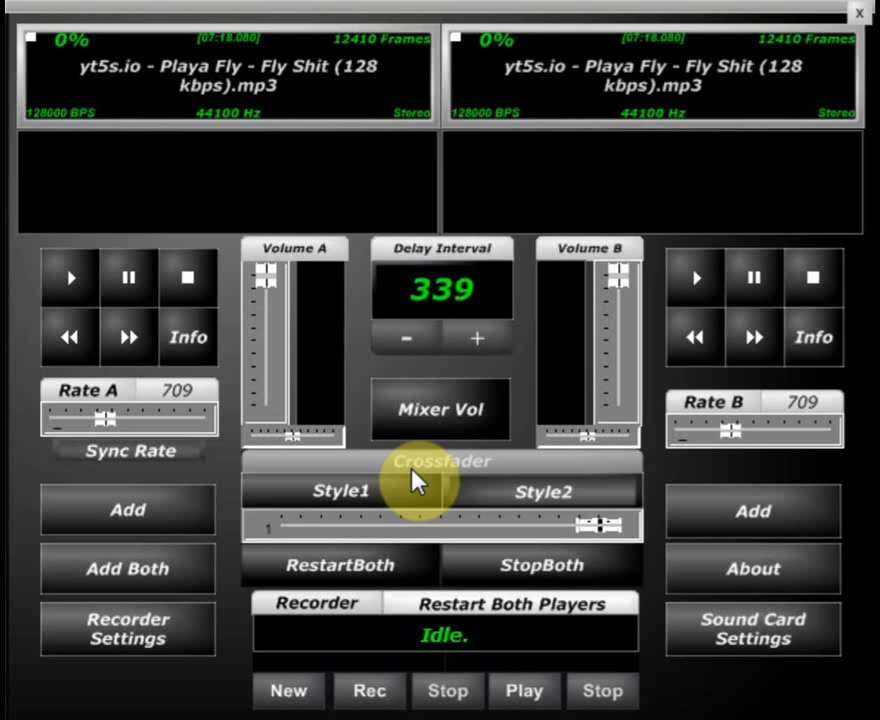 x
0% [07:18.080] 12410 Frames
yt5s.io - Playa Fly - Fly Shit (128
kbps).mp3
128000 BPS 44100 Hz Stereo
0% [07:18.080] 12410 Frames
yt5s.io - Playa Fly - Fly Shit (128
kbps).mp3
128000 BPS 44100 Hz Stereo
Volume A
Delay Interval
Volume B
339
- +
Info
Info
Mixer Vol
Rate A 709
Sync Rate
Rate B 709
Crossfader
Style1 Style2
1
Add
Add Both
Recorder
Settings
RestartBoth StopBoth
Add
About
Sound Card
Settings
Recorder Restart Both Players
Idle.
New Rec Stop Play Stop